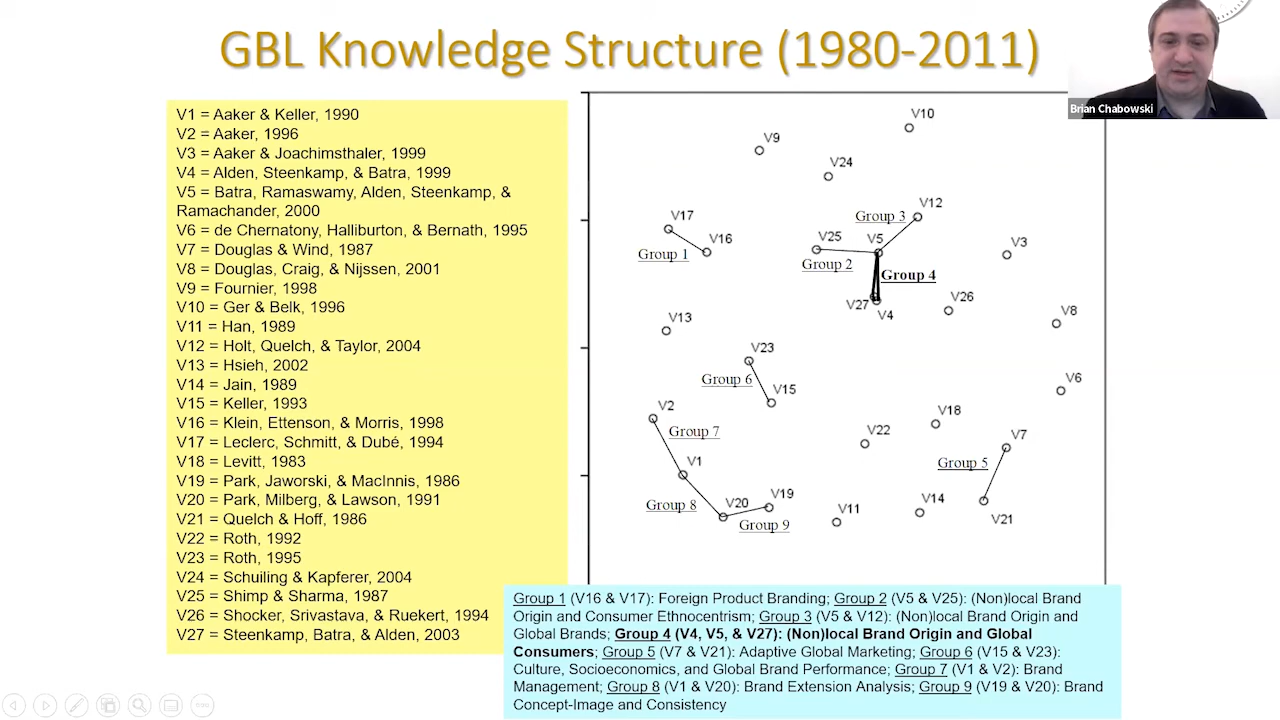 GBL Knowledge Structure (1980-2011)
Brian Chabowski
V1 = Aaker & Keller, 1990
V2 = Aaker, 1996
V3 = Aaker & Joachimsthaler, 1999
V4 = Alden, Steenkamp, & Batra, 1999
V5 = Batra, Ramaswamy, Alden, Steenkamp, &
Ramachander, 2000
V6 = de Chernatony, Halliburton, & Bernath, 1995
V7 = Douglas & Wind, 1987
V8 = Douglas, Craig, & Nijssen, 2001
V9 = Fournier, 1998
V10 = Ger & Belk, 1996
V11 = Han, 1989
V12 = Holt, Quelch, & Taylor, 2004
V13 = Hsieh, 2002
V14 = Jain, 1989
V15 = Keller, 1993
V16 = Klein, Ettenson, & Morris, 1998
V17 = Leclerc, Schmitt, & Dubé, 1994
V18 = Levitt, 1983
V19 = Park, Jaworski, & MacInnis, 1986
V20 = Park, Milberg, & Lawson, 1991
V21 = Quelch & Hoff, 1986
V22 = Roth, 1992
V23 = Roth, 1995
V24 = Schuiling & Kapferer, 2004
V25 = Shimp & Sharma, 1987
V26 = Shocker, Srivastava, & Ruekert, 1994
V27 = Steenkamp, Batra, & Alden, 2003
V10
V9
V24
V12
V17
Group 3
V16
V25
V5
V3
Group 1
Group 2
Group 4
V26
V27
V4
V8
V13
V23
Group 6
V6
V15
V2
V18
Group 7
V22
V7
V1
Group 5
V19
V14
Group 8
V20
V11
V21
Group 9
Group 1 (V16 & V17): Foreign Product Branding; Group 2 (V5 & V25): (Non)local Brand
Origin and Consumer Ethnocentrism; Group 3 (V5 & V12): (Non)local Brand Origin and
Global Brands; Group 4 (V4, V5, & V27): (Non)local Brand Origin and Global
Consumers; Group 5 (V7 & V21): Adaptive Global Marketing; Group 6 (V15 & V23):
Culture, Socioeconomics, and Global Brand Performance; Group 7 (V1 & V2): Brand
Management; Group 8 (V1 & V20): Brand Extension Analysis; Group 9 (V19 & V20): Brand
Concept-Image and Consistency